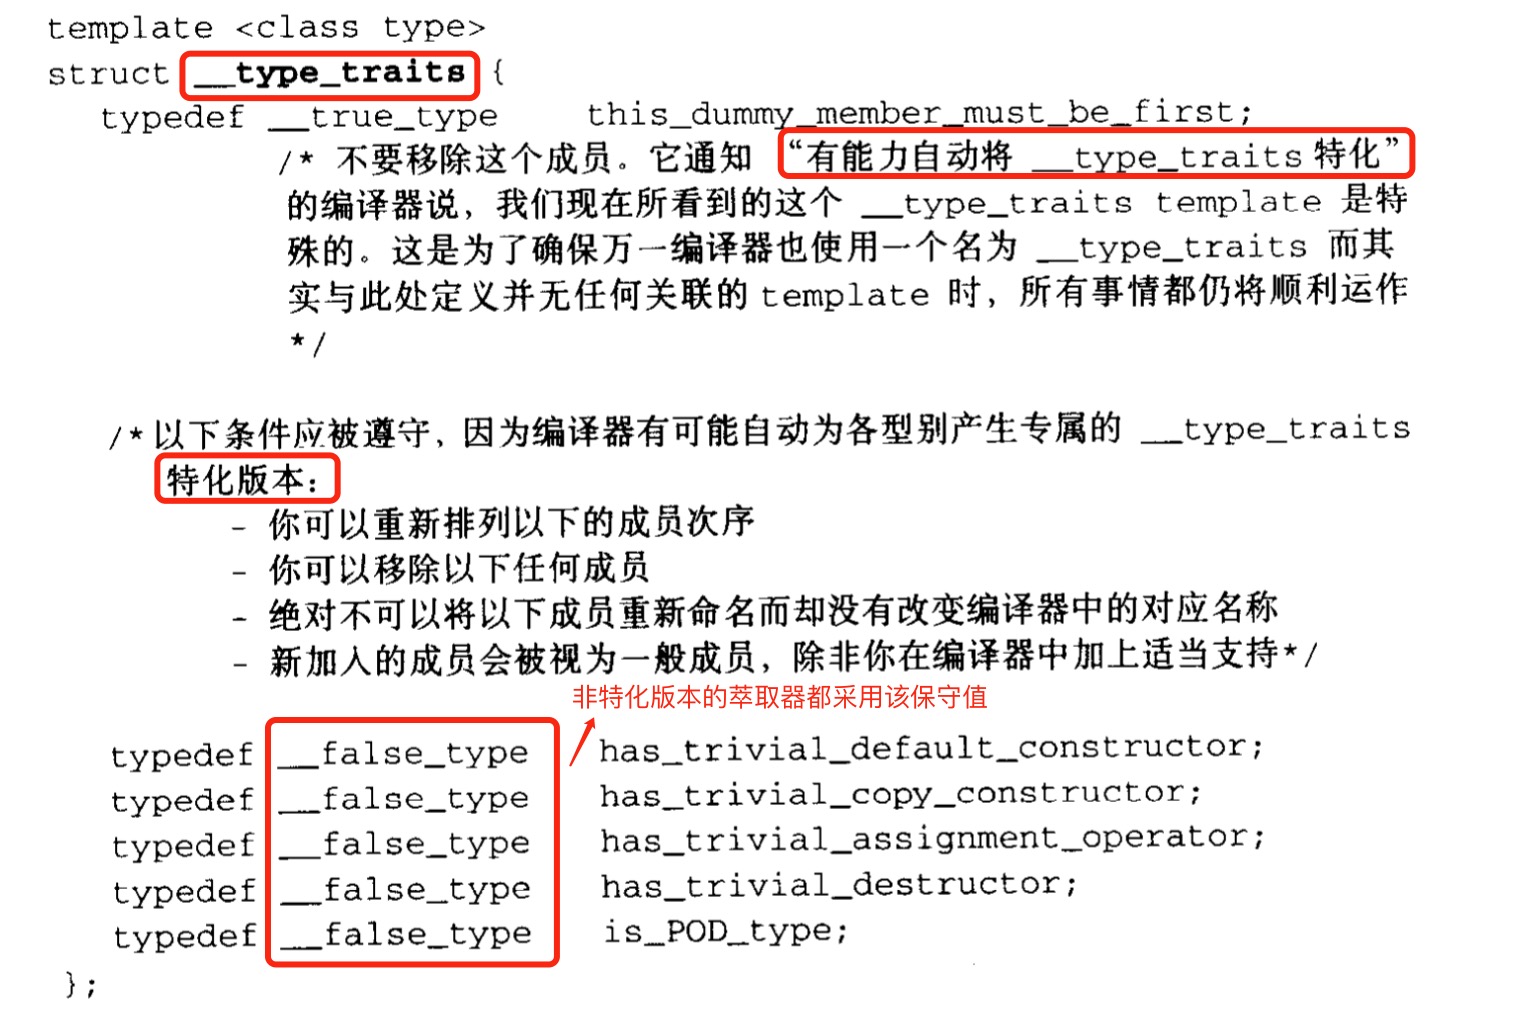 template <class type>
struct __type_traits {
typedef __true_type this_dummy_member_must_be_first;
/* 不要移除这个成员。它通知 “有能力自动将 __type_traits 特化”
的编译器说，我们现在所看到的这个 __type_traits template 是特
殊的。这是为了确保万一编译器也使用一个名为 __type_traits 而其
实与此处定义并无任何关联的 template 时，所有事情都仍将顺利运作
*/
/* 以下条件应被遵守，因为编译器有可能自动为各型别产生专属的 __type_traits
特化版本：
- 你可以重新排列以下的成员次序
- 你可以移除以下任何成员
- 绝对不可以将以下成员重新命名而却没有改变编译器中的对应名称
- 新加入的成员会被视为一般成员，除非你在编译器中加上适当支持*/
非特化版本的萃取器都采用该保守值
typedef __false_type has_trivial_default_constructor;
typedef __false_type has_trivial_copy_constructor;
typedef __false_type has_trivial_assignment_operator;
typedef __false_type has_trivial_destructor;
typedef __false_type is_POD_type;
};